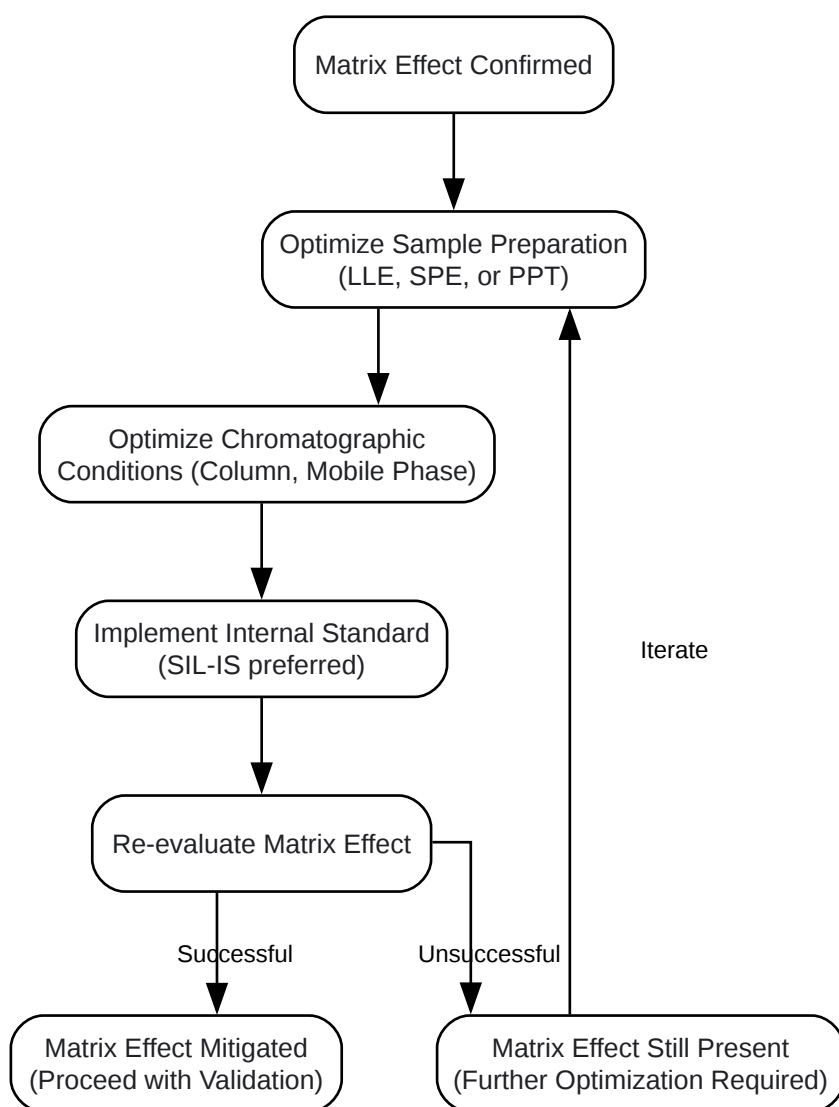 Matrix Effect Confirmed
Optimize Sample Preparation
(LLE, SPE, or PPT)
Optimize Chromatographic
Conditions (Column, Mobile Phase)
Implement Internal Standard
(SIL-IS preferred)
Iterate
Re-evaluate Matrix Effect
Successful
Unsuccessful
Matrix Effect Mitigated
(Proceed with Validation)
Matrix Effect Still Present
(Further Optimization Required)